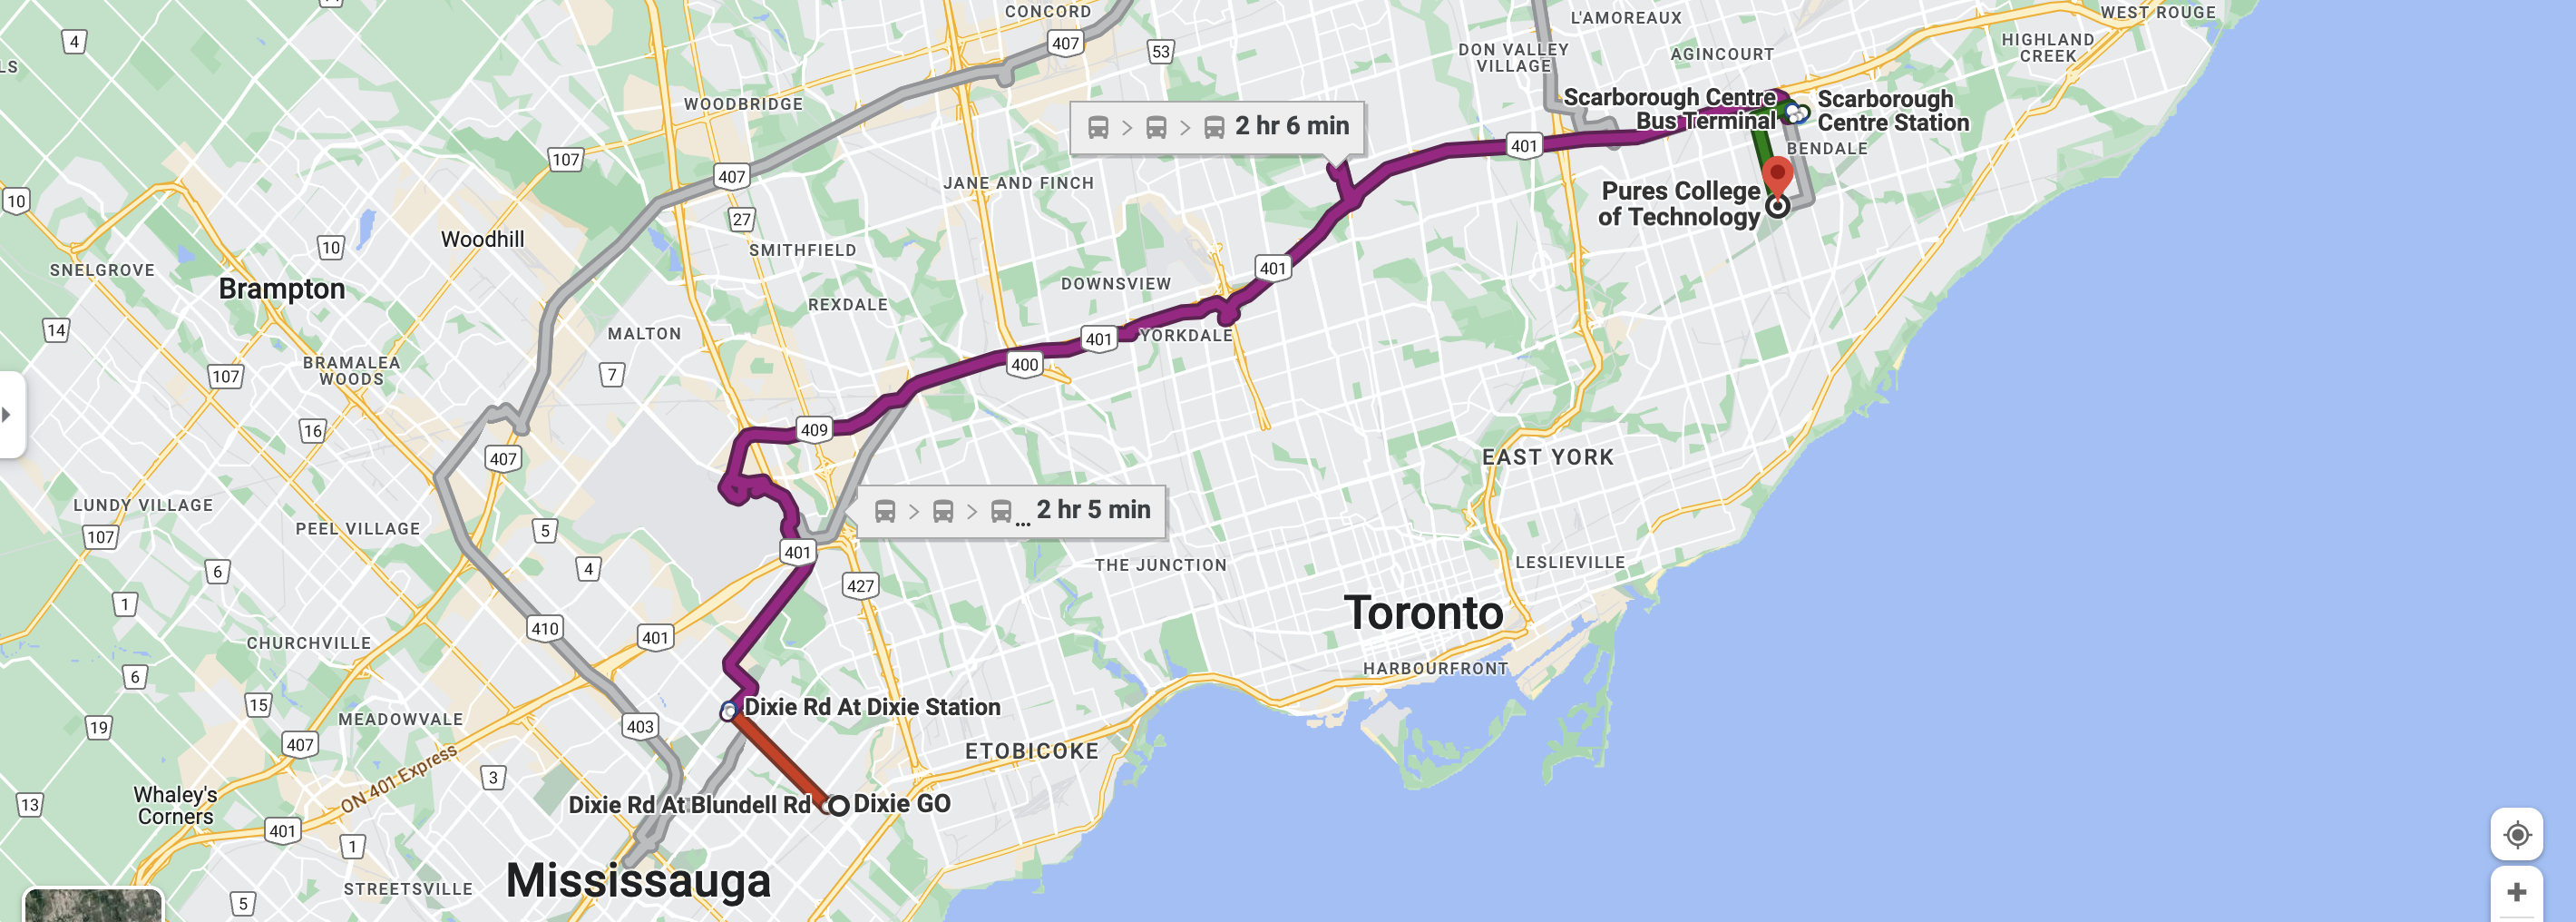 CONCORD
L'AMOREAUX
WEST ROUGE
4
407
53
DON VALLEY
VILLAGE
AGINCOURT
HIGHLAND
CREEK
LS
WOODBRIDGE
Scarborough Centre
Bus Terminal
Scarborough
Centre Station
2 hr 6 min
401
BENDALE
107
407
JANE AND FINCH
Pures College
of Technology
10
27
Woodhill
10
SMITHFIELD
SNELGROVE
401
Brampton
DOWNSVIEW
REXDALE
14
MALTON
401
YORKDALE
BRAMALEA
WOODS
400
107
7
16
409
407
EAST YORK
LUNDY VILLAGE
2 hr 5 min
...
PEEL VILLAGE
5
107
401
THE JUNCTION
LESLIEVILLE
6
4
427
1
Toronto
410
CHURCHVILLE
401
HARBOURFRONT
6
15
Dixie Rd At Dixie Station
MEADOWVALE
19
403
407
ETOBICOKE
ON 401 Express
3
Whaley's
Corners
13
Dixie Rd At Blundell Rd
Dixie GO
401
1
Mississauga
STREETSVILLE
5